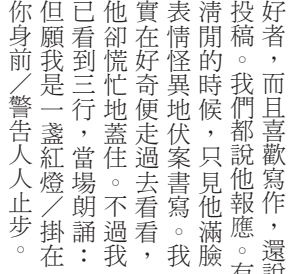 好者，而且喜歡寫作，還說
投稿。我們都說他報應。有
清閒的時候，只見他滿臉
表情怪異地伏案書寫。我
實在好奇便走過去看看，
他卻慌忙地蓋住。不過我
已看到三行，當場朗誦：
但願我是一盞紅燈／掛在
你身前／警告人人止步。